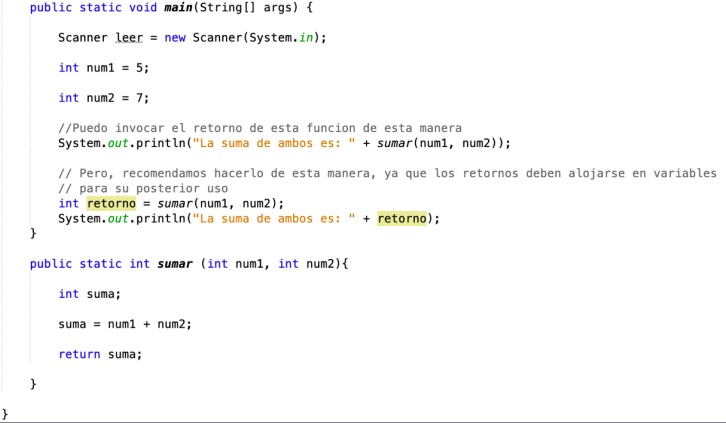 public static void main(String[] args) {
Scanner leer = new Scanner(System.in);
int num1 = 5;
int num2 = 7;
//Puedo invocar el retorno de esta funcion de esta manera
System.out.println("La suma de ambos es: " + sumar(num1, num2));
// Pero, recomendamos hacerlo de esta manera, ya que los retornos deben alojarse en variables
// para su posterior uso
int retorno = sumar(num1, num2);
System.out.println("La suma de ambos es: " + retorno);
}
public static int sumar (int num1, int num2){
int suma;
suma = num1 + num2;
return suma;
}
}